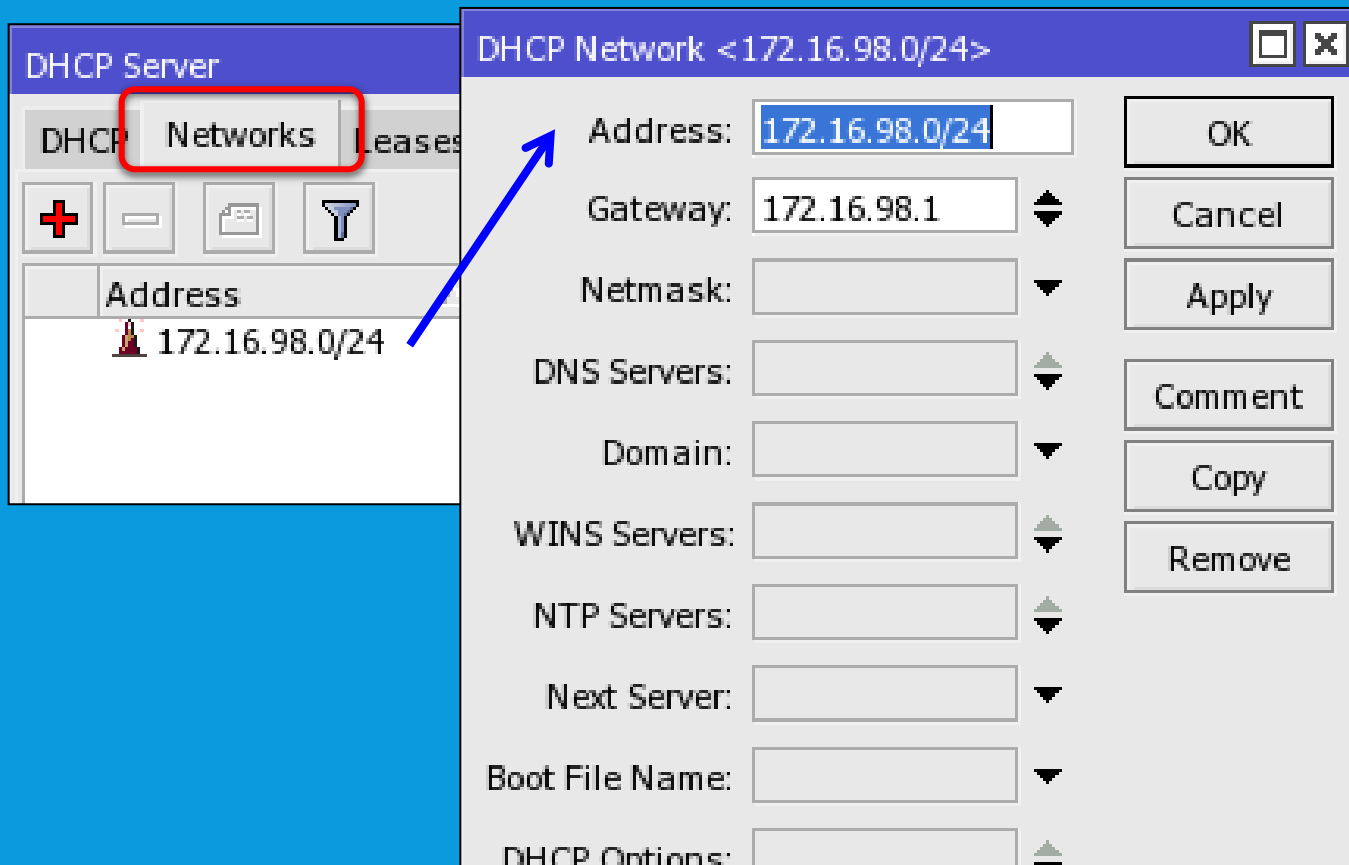 DHCP Server
DHCP Networks Leases
Address
172.16.98.0/24
DHCP Network <172.16.98.0/24>
Address: 172.16.98.0/24
Gateway: 172.16.98.1
Netmask:
DNS Servers:
Domain:
WINS Servers:
NTP Servers:
Next Server:
Boot File Name:
DHCP Options:
OK
Cancel
Apply
Comment
Copy
Remove